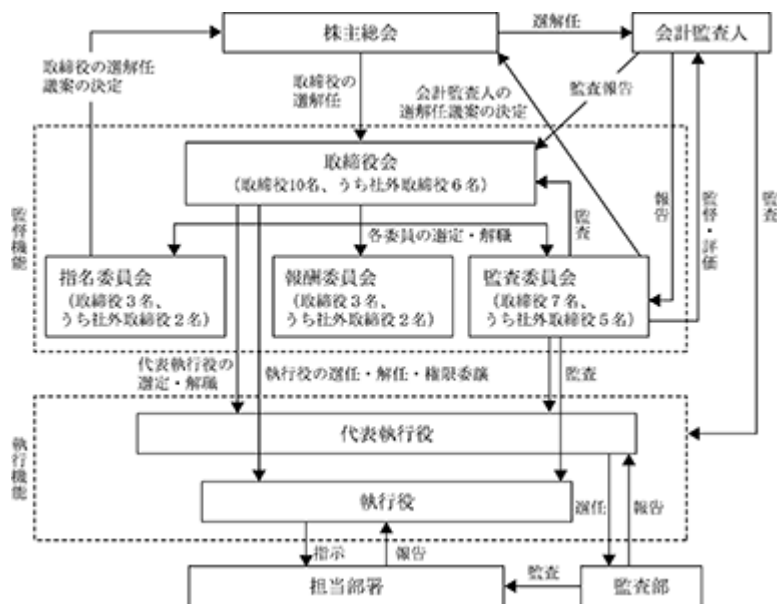 株主総会
選解任
会計監査人
取締役の選解任
議案の決定
取締役の
選解任
会計監査人の
選解任議案の決定
監査報告
監督機能
取締役会
(取締役10名、うち社外取締役6名)
監査
報告
監督・評価
監査
各委員の選定・解職
指名委員会
(取締役3名、
うち社外取締役2名)
報酬委員会
(取締役3名、
うち社外取締役2名)
監査委員会
(取締役7名、
うち社外取締役5名)
代表執行役の
選定・解職
執行役の選任・解任・権限委譲
監査
執行機能
代表執行役
執行役
選任
報告
指示
報告
担当部署
監査
監査部